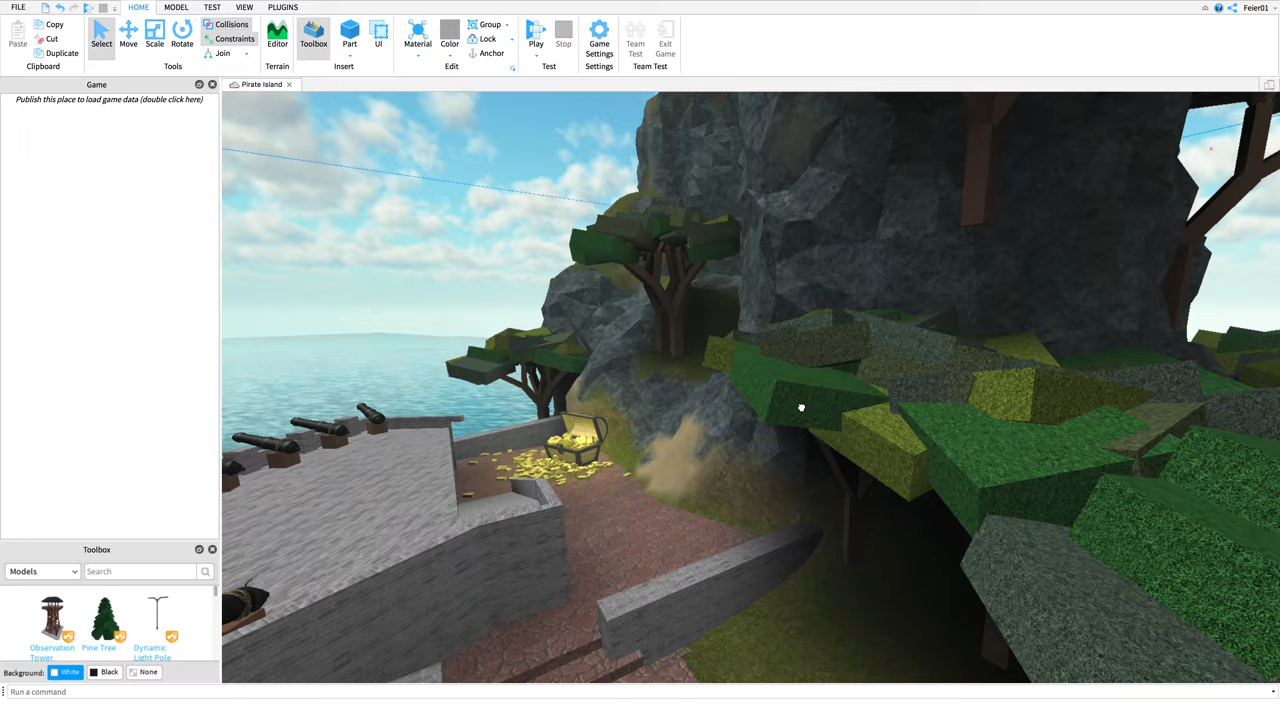 FILE HOME MODEL TEST VIEW PLUGINS Feier01
Paste Copy Cut Duplicate Select Move Scale Rotate Collisions Constraints Join Editor Toolbox Part UI Material Color Group Lock Anchor Play Stop Game Settings Team Test Exit Game
Clipboard Tools Terrain Insert Edit Test Settings Team Test
Game Pirate Island
Publish this place to load game data (double click here)
Toolbox
Models Search
Observation Tower Pine Tree Dynamic Light Pole
Background: White Black None
Run a command